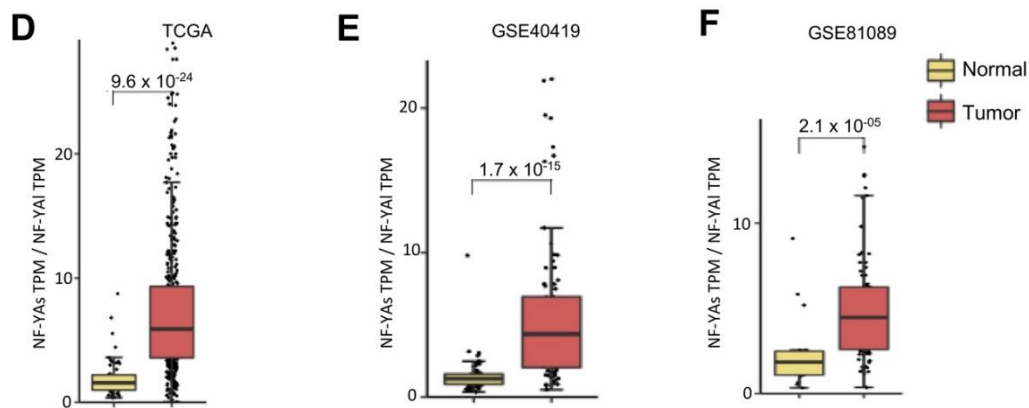 D
TCGA
NF-YAs TPM / NF-YAl TPM
20
10
0
9.6 x 10-24
E
GSE40419
NF-YAs TPM / NF-YAl TPM
20
10
0
1.7 x 10-15
F
GSE81089
NF-YAs TPM / NF-YAl TPM
10
0
2.1 x 10-05
Normal
Tumor